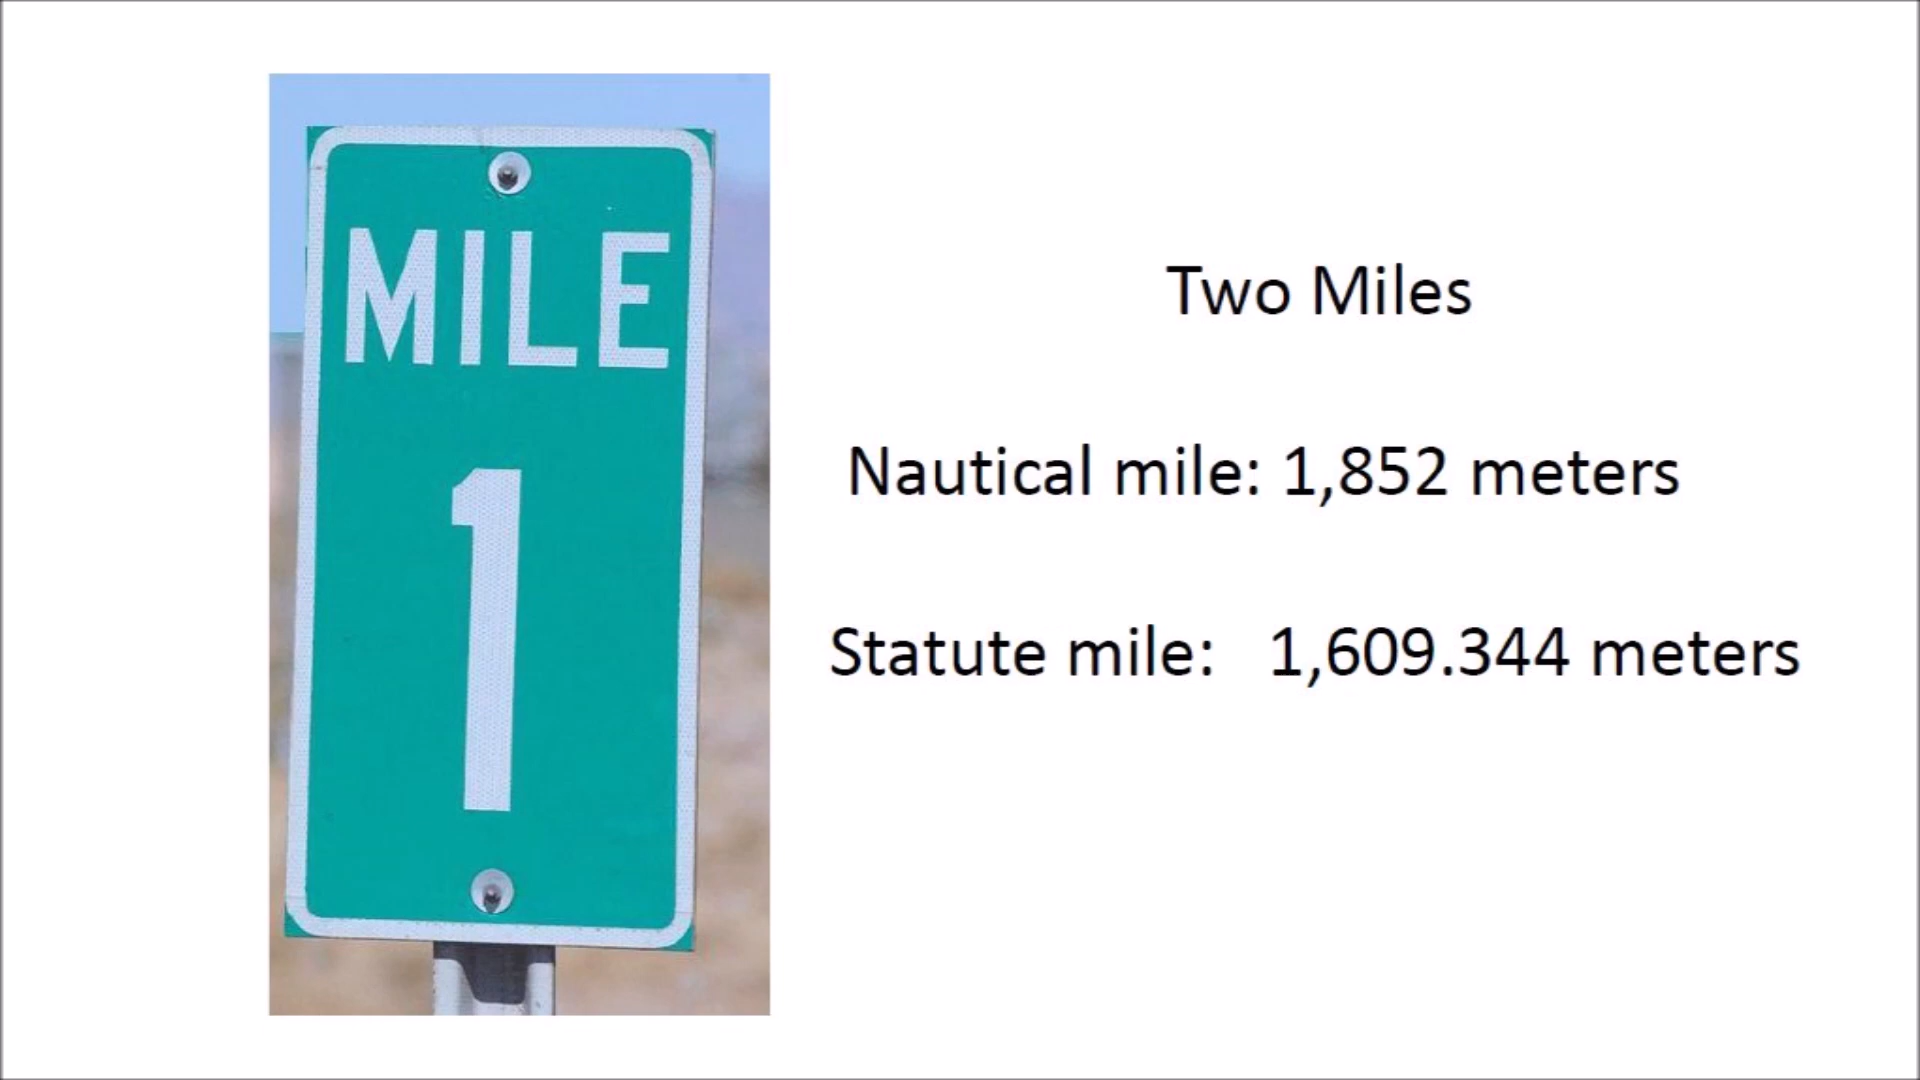 MILE
1
Two Miles
Nautical mile: 1,852 meters
Statute mile: 1,609.344 meters